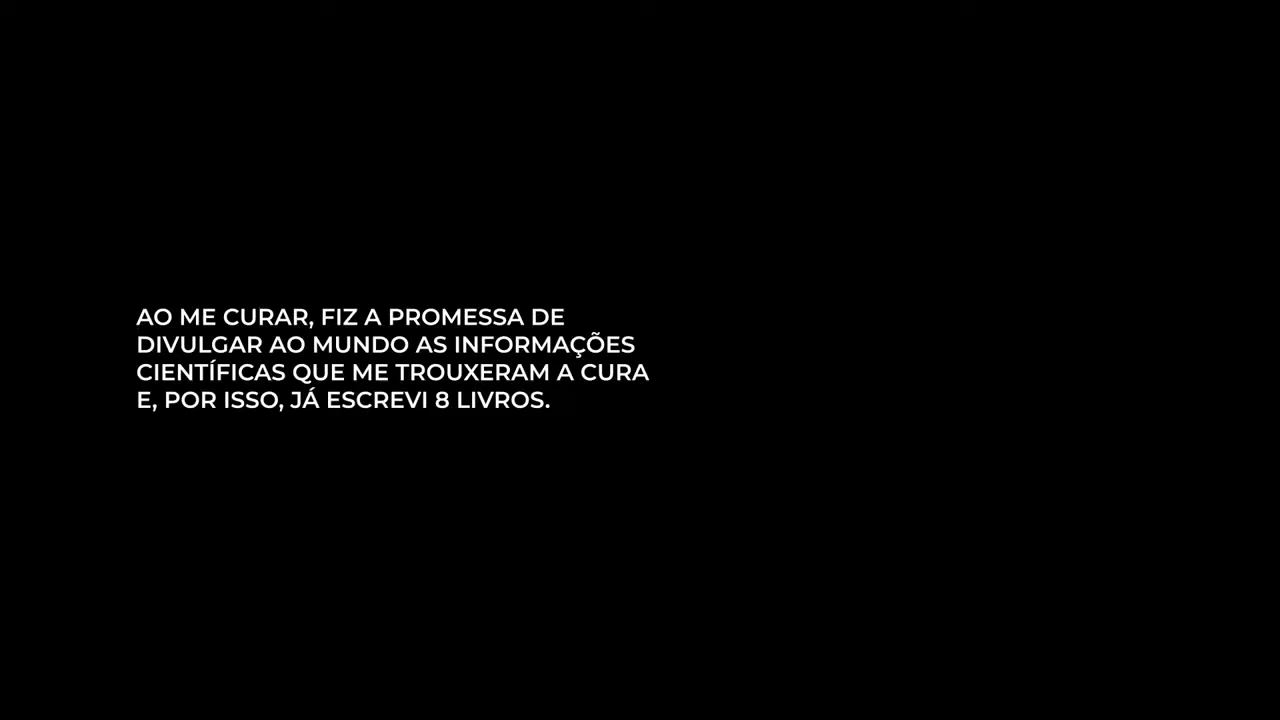 AO ME CURAR, FIZ A PROMESSA DE
DIVULGAR AO MUNDO AS INFORMAÇÕES
CIENTÍFICAS QUE ME TROUXERAM A CURA
E, POR ISSO, JÁ ESCREVI 8 LIVROS.